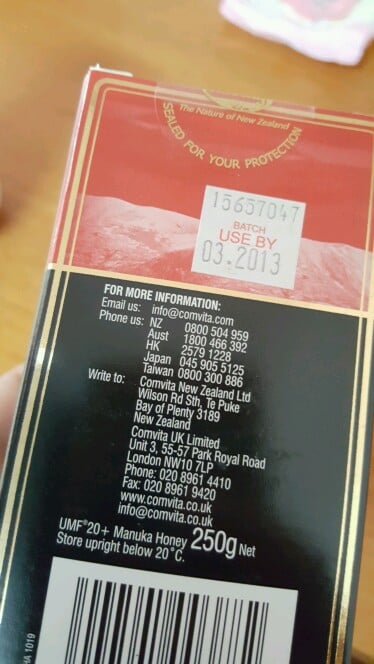 The Nature of New Zealand
SEALED FOR YOUR PROTECTION
15657047
BATCH
USE BY
03.2013
FOR MORE INFORMATION:
Email us: info@comvita.com
Phone us: NZ 0800 504 959
Aust 1800 466 392
HK 2579 1228
Japan 045 905 5125
Taiwan 0800 300 886
Write to: Comvita New Zealand Ltd
Wilson Rd Sth, Te Puke
Bay of Plenty 3189
New Zealand
Comvita UK Limited
Unit 3, 55-57 Park Royal Road
London NW10 7LP
Phone: 020 8961 4410
Fax: 020 8961 9420
www.comvita.co.uk
info@comvita.co.uk
UMF®20+ Manuka Honey 250g Net
Store upright below 20°C.